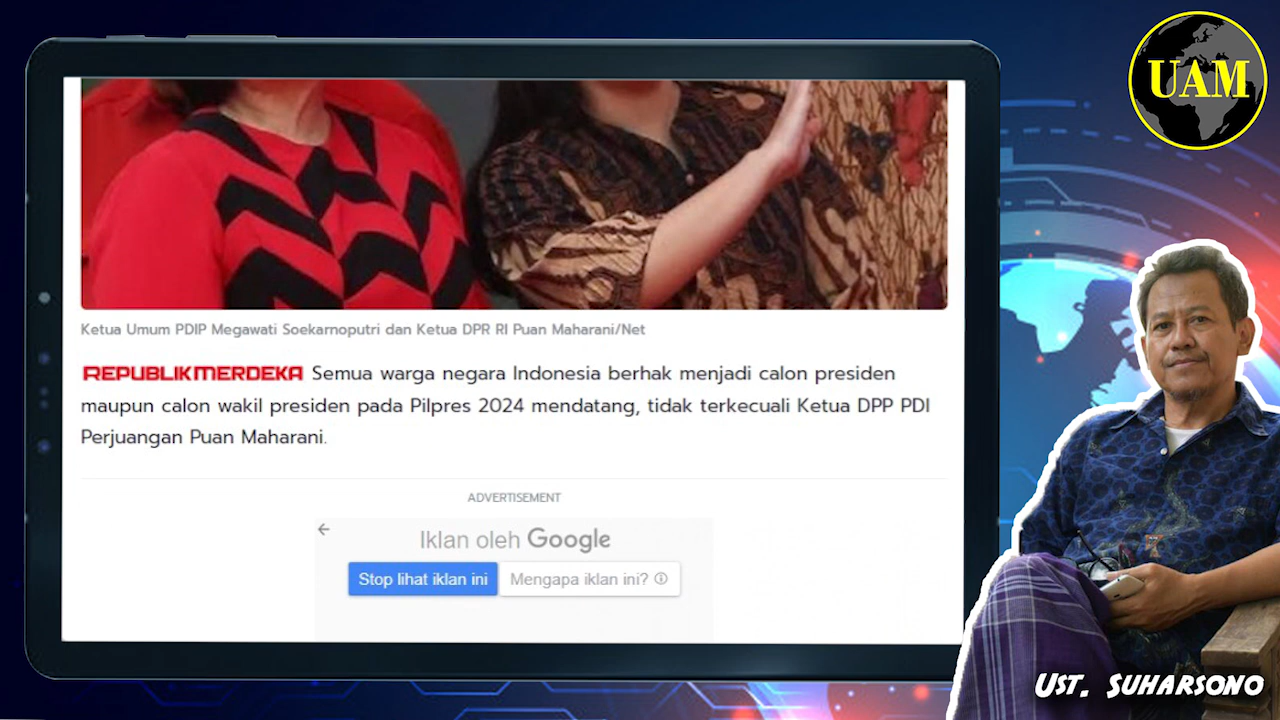 UAM
Ketua Umum PDIP Megawati Soekarnoputri dan Ketua DPR RI Puan Maharani/Net
REPUBLIKMERDEKA Semua warga negara Indonesia berhak menjadi calon presiden
maupun calon wakil presiden pada Pilpres 2024 mendatang, tidak terkecuali Ketua DPP PDI
Perjuangan Puan Maharani.
ADVERTISEMENT
Iklan oleh Google
Stop lihat iklan ini Mengapa iklan ini?
UST. SUHARSONO